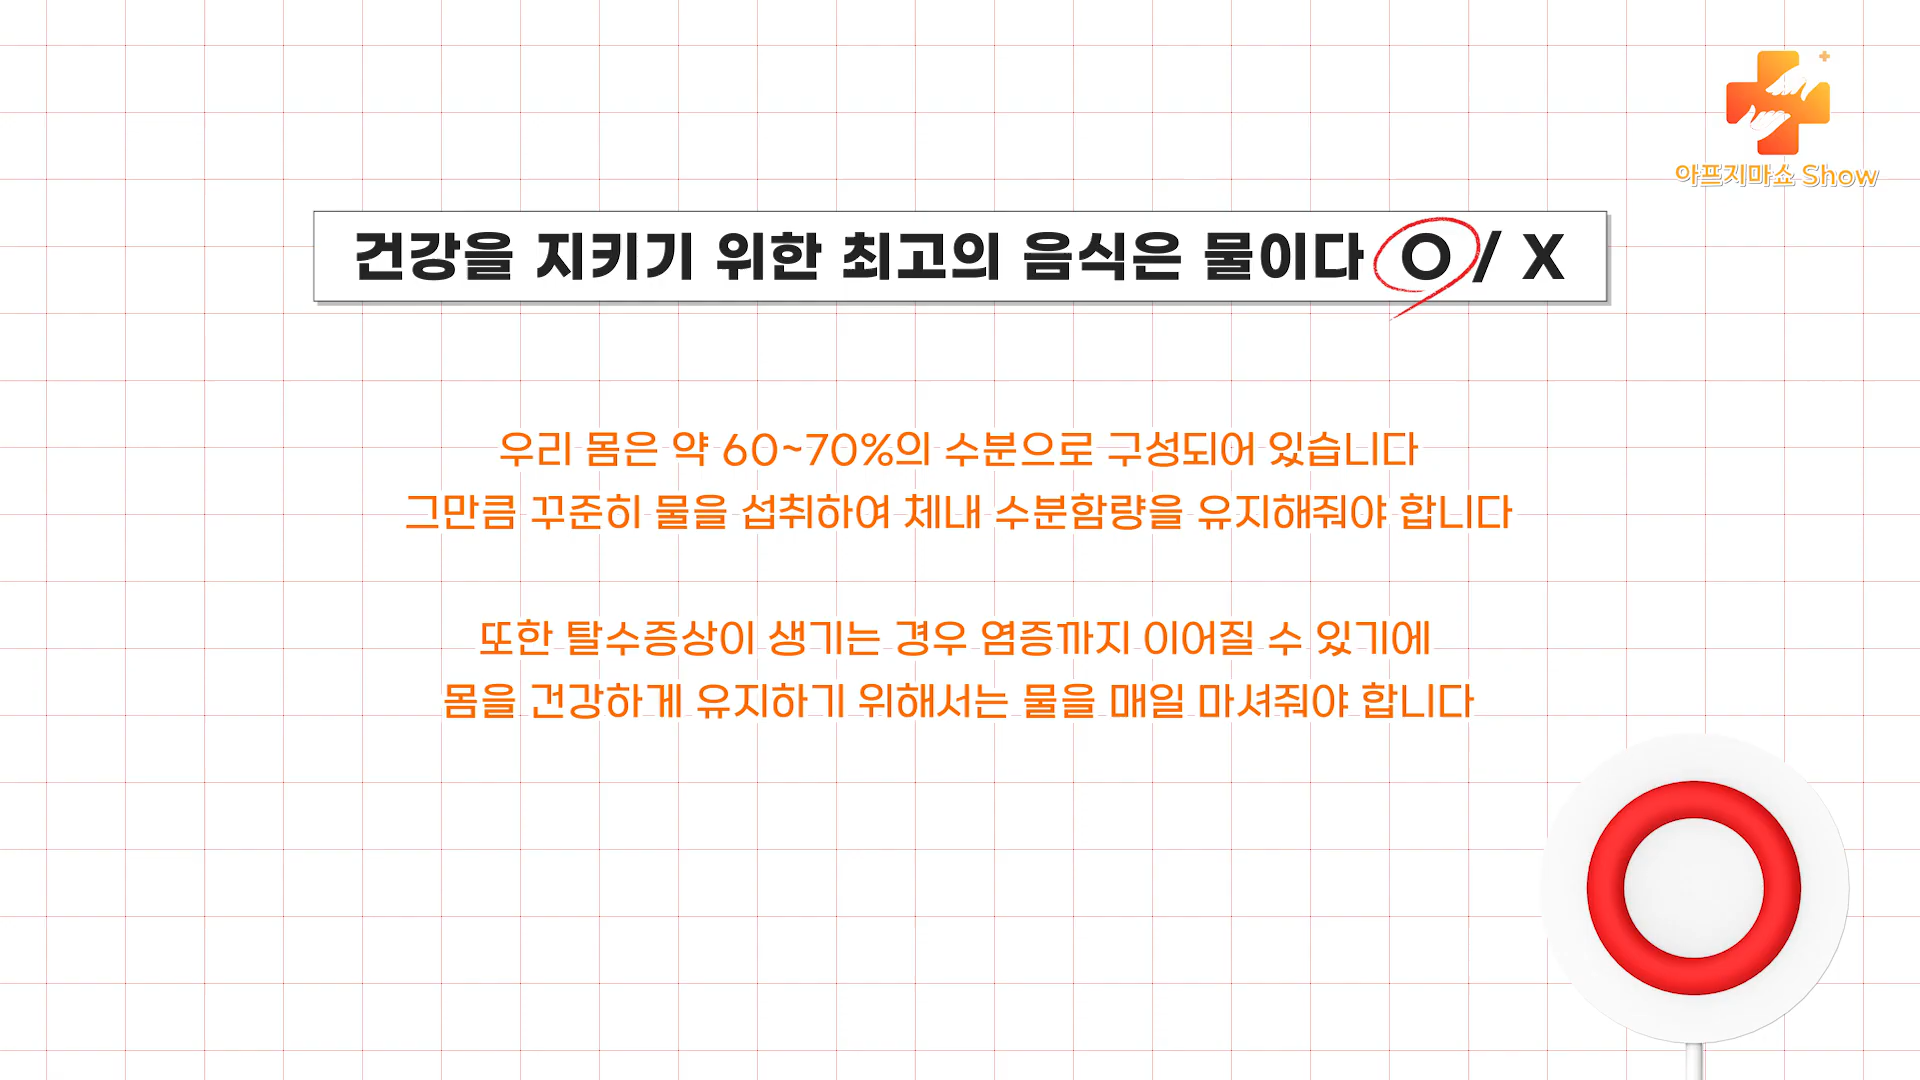 아프지마쇼 Show
건강을 지키기 위한 최고의 음식은 물이다 O / X
우리 몸은 약 60~70%의 수분으로 구성되어 있습니다
그만큼 꾸준히 물을 섭취하여 체내 수분함량을 유지해줘야 합니다
또한 탈수증상이 생기는 경우 염증까지 이어질 수 있기에
몸을 건강하게 유지하기 위해서는 물을 매일 마셔줘야 합니다